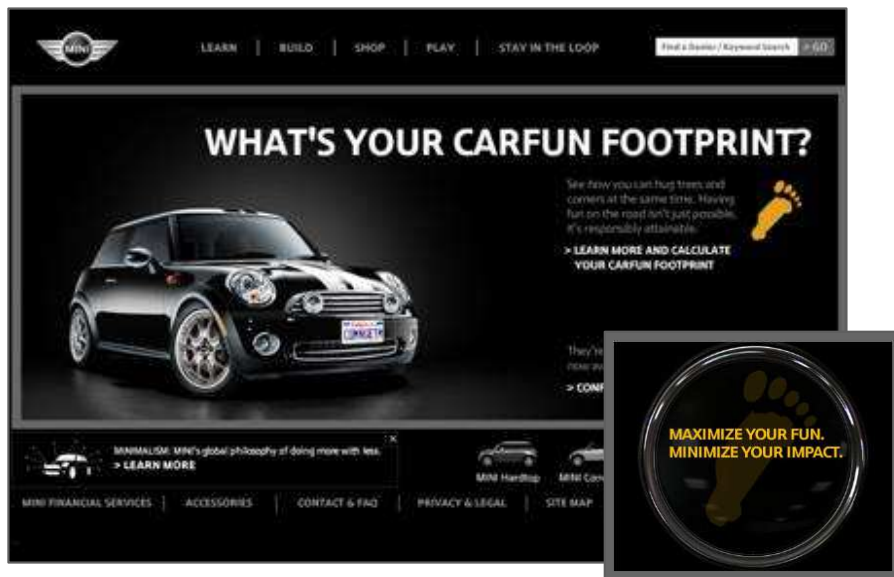 MINI
LEARN
BUILD
SHOP
PLAY
STAY IN THE LOOP
Find a Dealer / Keyword Search
> GO
WHAT'S YOUR CARFUN FOOTPRINT?
See how you can hug trees and
corners at the same time. Having
fun on the road isn't just possible,
it's responsibly attainable.
> LEARN MORE AND CALCULATE
YOUR CARFUN FOOTPRINT
They're
> CONF
MAXIMIZE YOUR FUN.
MINIMIZE YOUR IMPACT.
MINIMALISM: MINI's global philosophy of doing more with less.
> LEARN MORE
MINI Hardtop
MINI Con
MINI FINANCIAL SERVICES
ACCESSORIES
CONTACT & FAQ
PRIVACY & LEGAL
SITE MAP